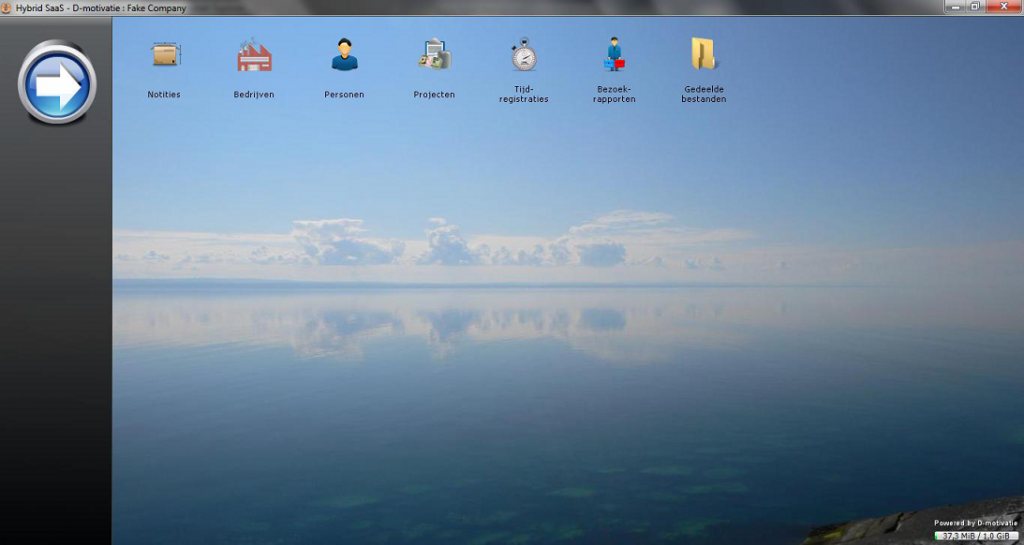 Hybrid SaaS - D-motivatie : Fake Company
Notities
Bedrijven
Personen
Projecten
Tijd-
registraties
Bezoek-
rapporten
Gedeelde
bestanden
Powered by D-motivatie
37,3 MiB / 1,0 GiB